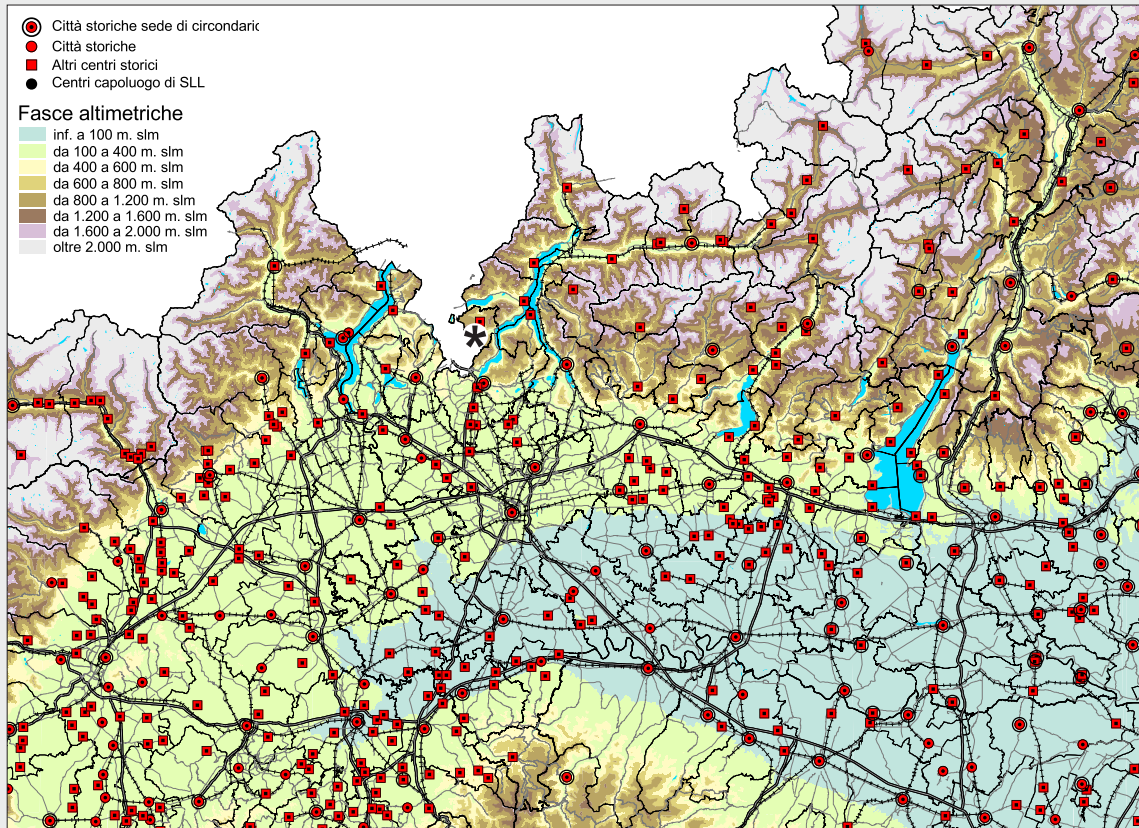 Città storiche sede di circondaric
Città storiche
Altri centri storici
Centri capoluogo di SLL
Fasce altimetriche
inf. a 100 m. slm
da 100 a 400 m. slm
da 400 a 600 m. slm
da 600 a 800 m. slm
da 800 a 1.200 m. slm
da 1.200 a 1.600 m. slm
da 1.600 a 2.000 m. slm
oltre 2.000 m. slm
*